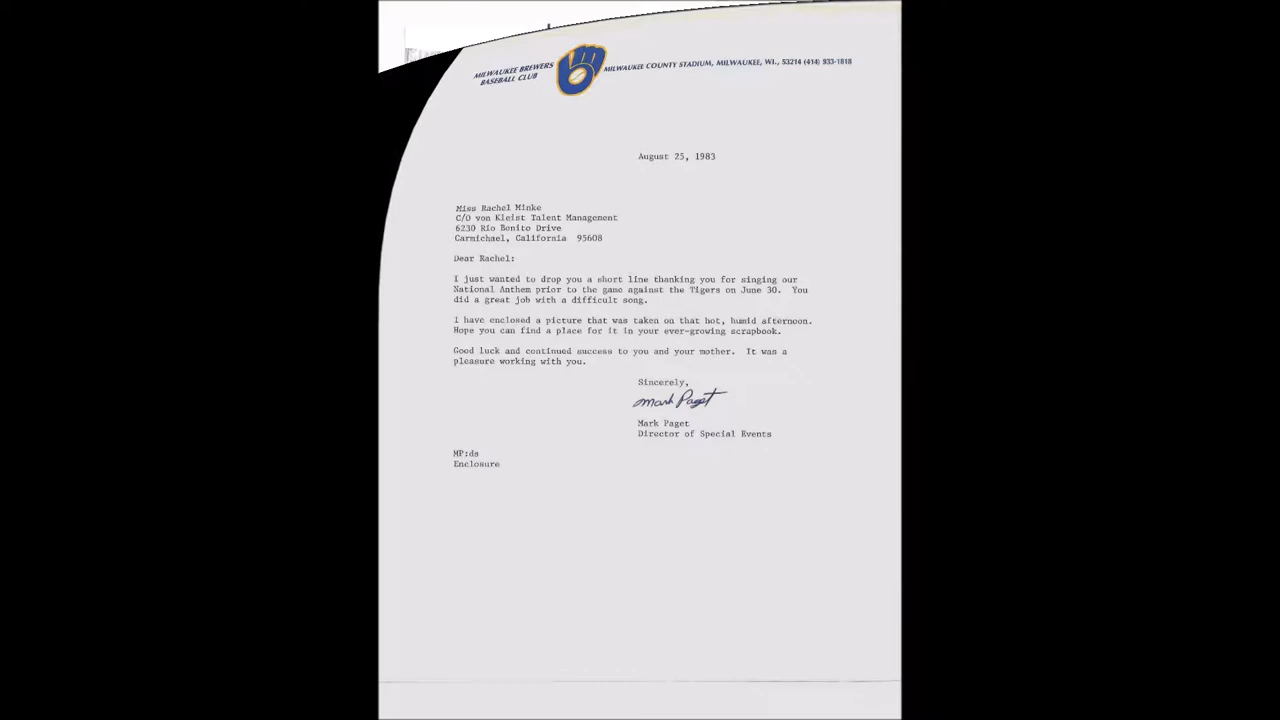 MILWAUKEE BREWERS
BASEBALL CLUB
MILWAUKEE COUNTY STADIUM, MILWAUKEE, WI., 53214 (414) 933-1818
August 25, 1983
Miss Rachel Minke
C/O von Kleist Talent Management
6230 Rio Bonito Drive
Carmichael, California 95608
Dear Rachel:
I just wanted to drop you a short line thanking you for singing our
National Anthem prior to the game against the Tigers on June 30. You
did a great job with a difficult song.
I have enclosed a picture that was taken on that hot, humid afternoon.
Hope you can find a place for it in your ever-growing scrapbook.
Good luck and continued success to you and your mother. It was a
pleasure working with you.
Sincerely,
Mark Paget
Mark Paget
Director of Special Events
MP:ds
Enclosure